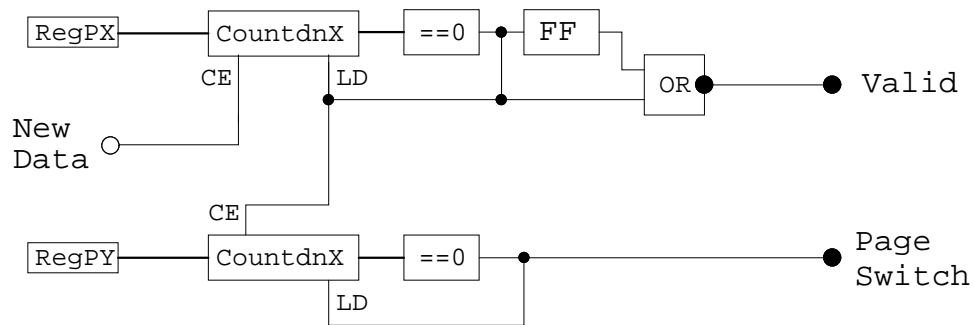 RegPX
CountdnX
==0
FF
CE
LD
OR
Valid
New
Data
CE
RegPY
CountdnX
==0
LD
Page
Switch